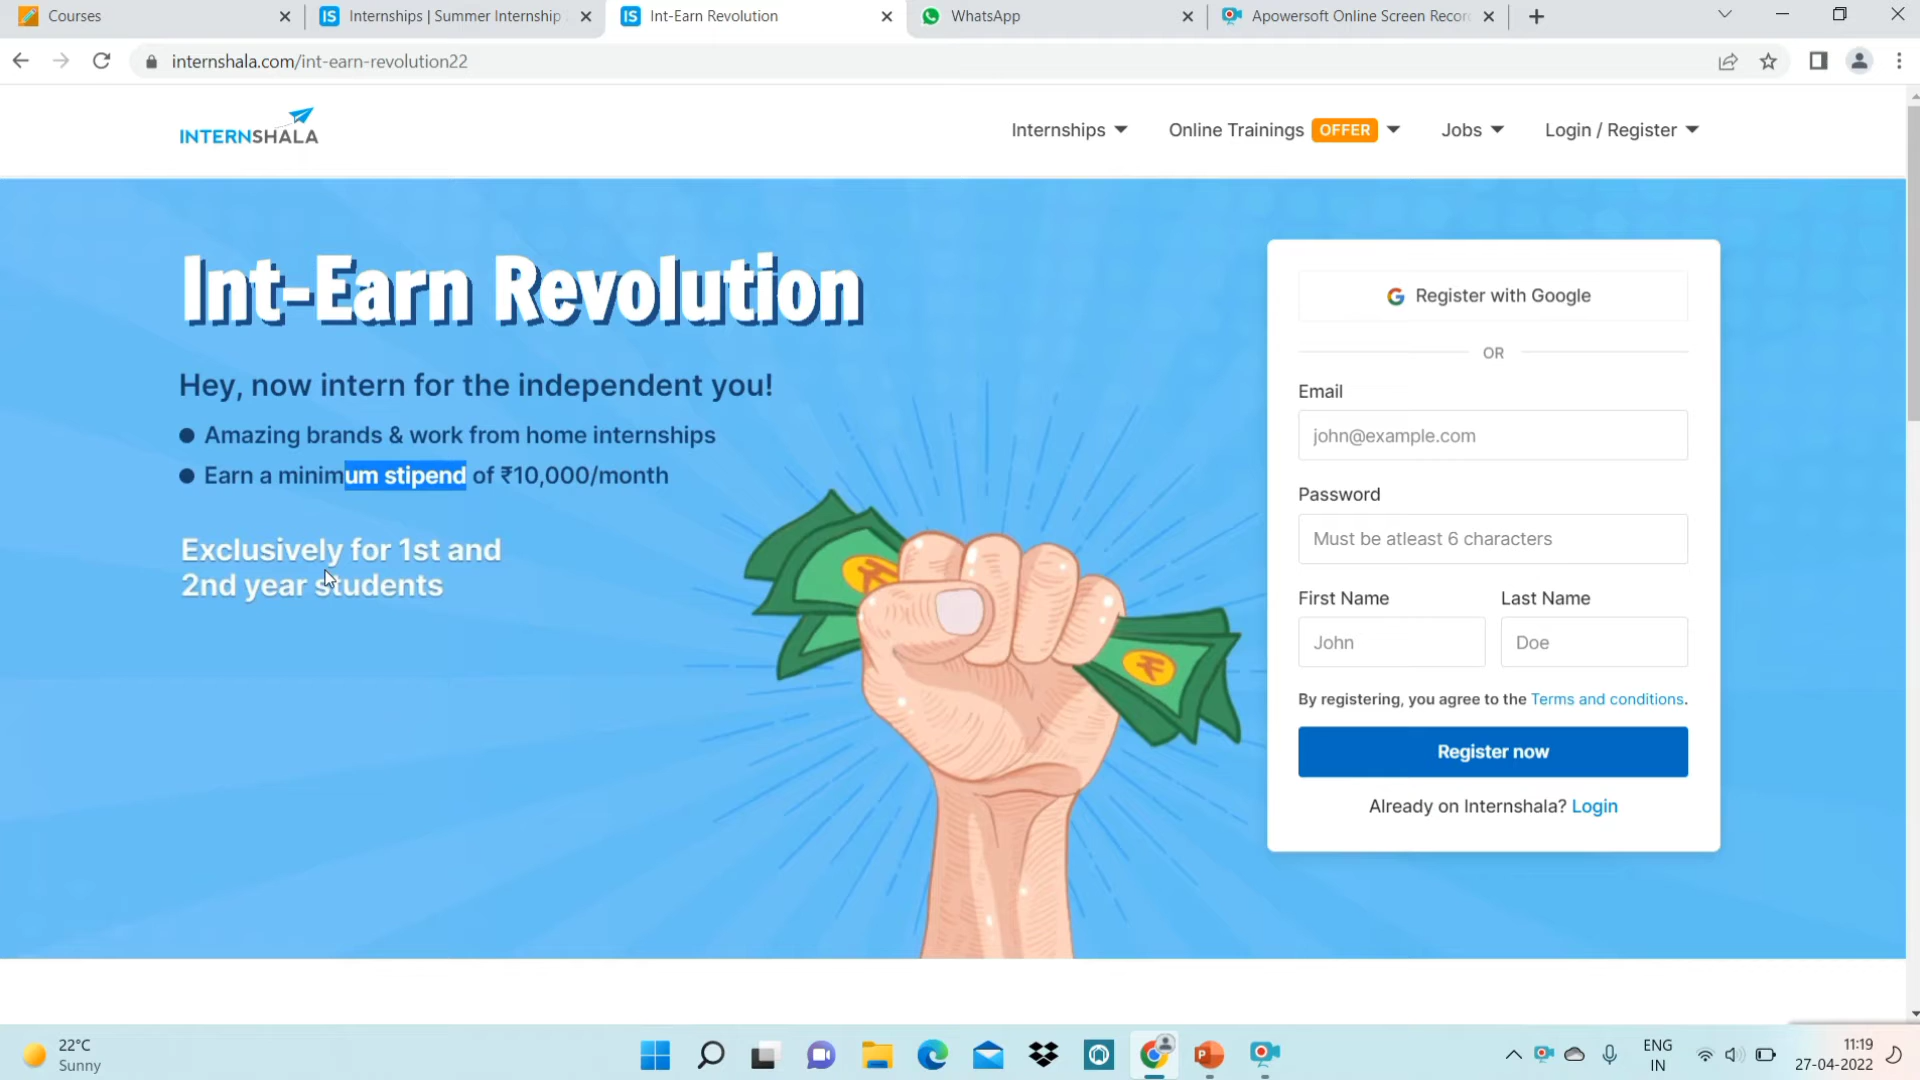 Courses
Internships | Summer Internship
Int-Earn Revolution
WhatsApp
Apowersoft Online Screen Recor
internshala.com/int-earn-revolution22
INTERNSHALA
Internships
Online Trainings OFFER
Jobs
Login / Register
Int-Earn Revolution
Hey, now intern for the independent you!
Amazing brands & work from home internships
Earn a minimum stipend of ₹10,000/month
Exclusively for 1st and
2nd year students
Register with Google
OR
Email
john@example.com
Password
Must be atleast 6 characters
First Name
Last Name
John
Doe
By registering, you agree to the Terms and conditions.
Register now
Already on Internshala? Login
22°C
Sunny
ENG
IN
11:19
27-04-2022